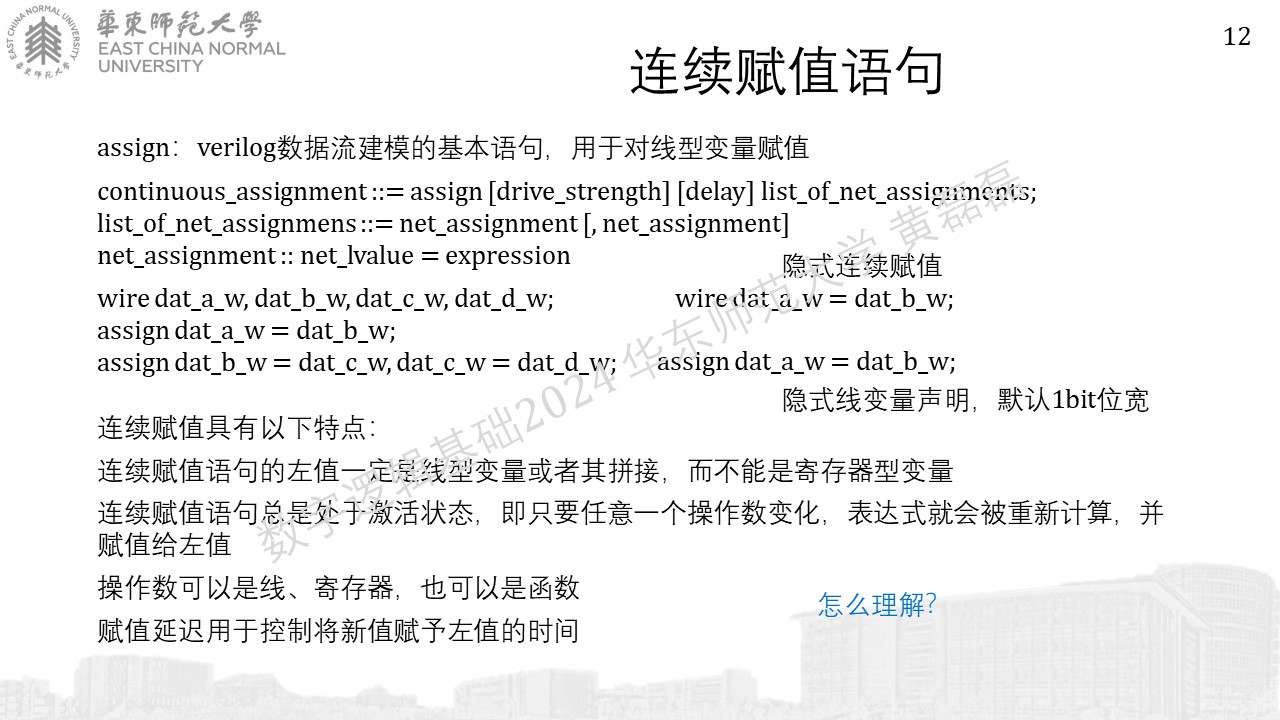 華東師范大學
EAST CHINA NORMAL
UNIVERSITY
12
连续赋值语句
assign：verilog数据流建模的基本语句，用于对线型变量赋值
continuous_assignment ::= assign [drive_strength] [delay] list_of_net_assignments;
list_of_net_assignmens ::= net_assignment [, net_assignment]
net_assignment :: net_lvalue = expression
隐式连续赋值
wire dat_a_w, dat_b_w, dat_c_w, dat_d_w;
wire dat_a_w = dat_b_w;
assign dat_a_w = dat_b_w;
assign dat_b_w = dat_c_w, dat_c_w = dat_d_w;
assign dat_a_w = dat_b_w;
隐式线变量声明，默认1bit位宽
连续赋值具有以下特点：
连续赋值语句的左值一定是线型变量或者其拼接，而不能是寄存器型变量
连续赋值语句总是处于激活状态，即只要任意一个操作数变化，表达式就会被重新计算，并
赋值给左值
操作数可以是线、寄存器，也可以是函数
怎么理解？
赋值延迟用于控制将新值赋予左值的时间
数字逻辑基础2024 华东师范大学 黄磊磊